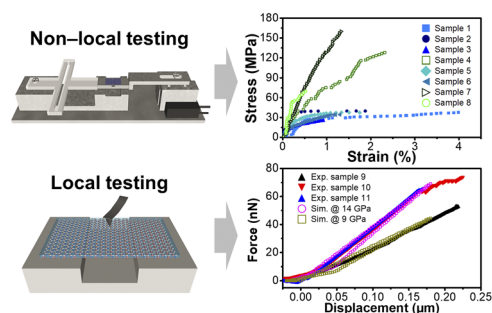 Non–local testing
Stress (MPa)
160
120
90
60
30
0
Sample 1
Sample 2
Sample 3
Sample 4
Sample 5
Sample 6
Sample 7
Sample 8
0 1 2 3 4
Strain (%)
Local testing
Force (nN)
80
60
40
20
0
Exp. sample 9
Exp. sample 10
Exp. sample 11
Sim. @ 14 GPa
Sim. @ 9 GPa
0.00 0.05 0.10 0.15 0.20 0.25
Displacement (μm)